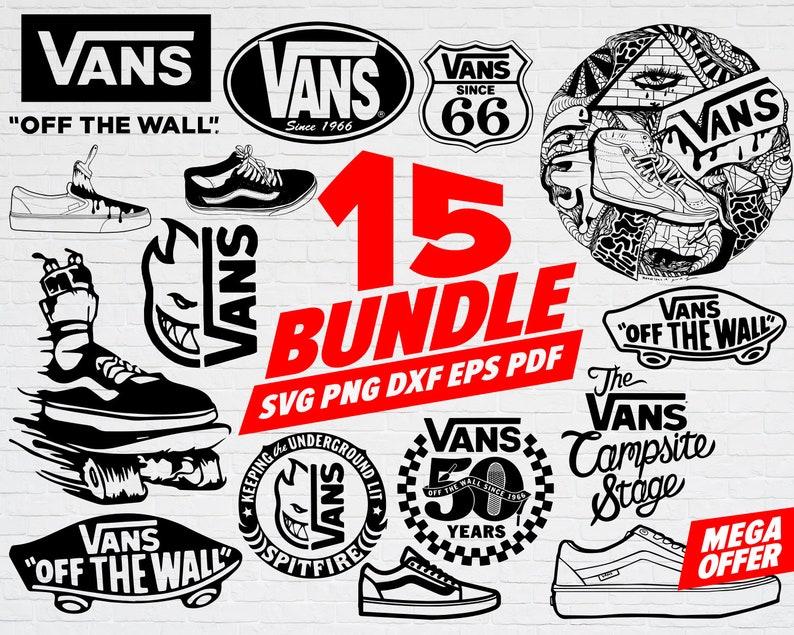 VANS
"OFF THE WALL".
VANS
®
Since 1966
VANS
SINCE
66
VANS
15
BUNDLE
SVG PNG DXF EPS PDF
VANS
VANS
"OFF THE WALL"
The
VANS
Campsite
Stage
KEEPING the UNDERGROUND LIT
VANS
SPITFIRE
VANS
50
OFF THE WALL SINCE 1966
YEARS
VANS
"OFF THE WALL"
MEGA
OFFER